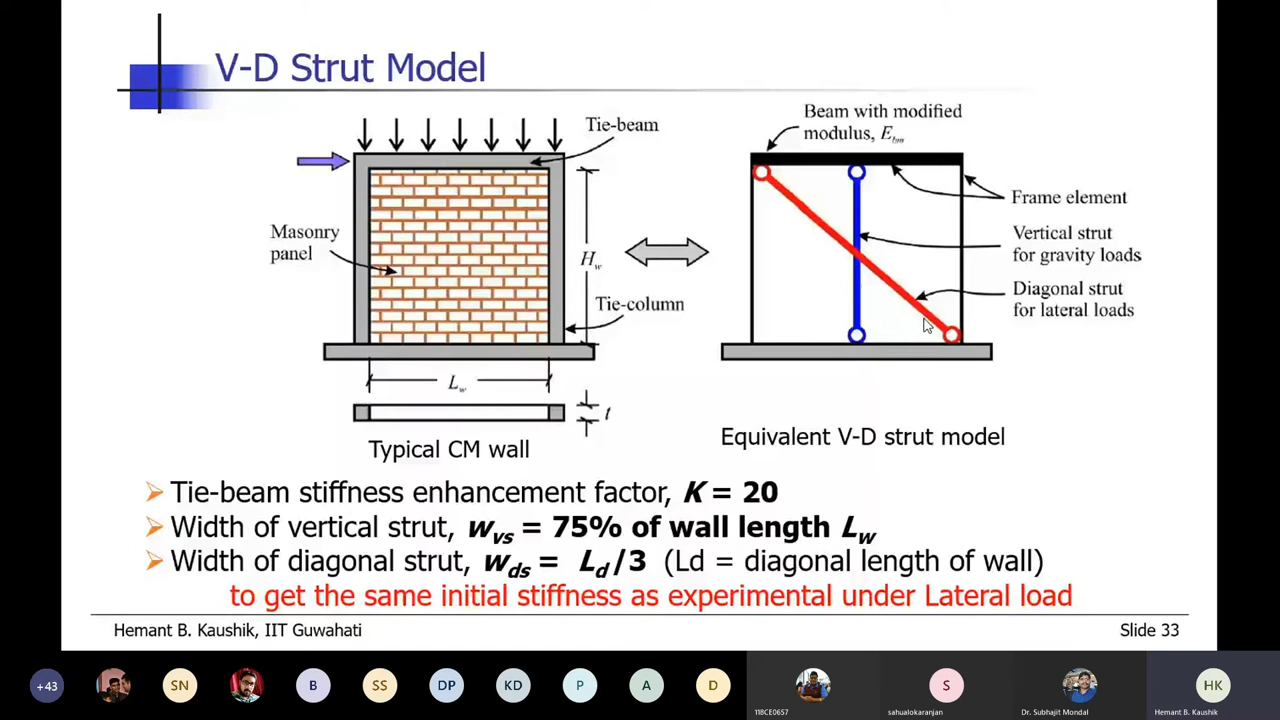 V-D Strut Model
Tie-beam
Masonry
panel
H_w
Tie-column
L_w
t
Typical CM wall
Beam with modified
modulus, E_bm
Frame element
Vertical strut
for gravity loads
Diagonal strut
for lateral loads
Equivalent V-D strut model
➢ Tie-beam stiffness enhancement factor, K = 20
➢ Width of vertical strut, w_vs = 75% of wall length L_w
➢ Width of diagonal strut, w_ds = L_d /3 (Ld = diagonal length of wall)
to get the same initial stiffness as experimental under Lateral load
Hemant B. Kaushik, IIT Guwahati
Slide 33
+43
SN
B
SS
DP
KD
P
A
D
118CE0657
S
sahualokaranjan
Dr. Subhajit Mondal
HK
Hemant B. Kaushik